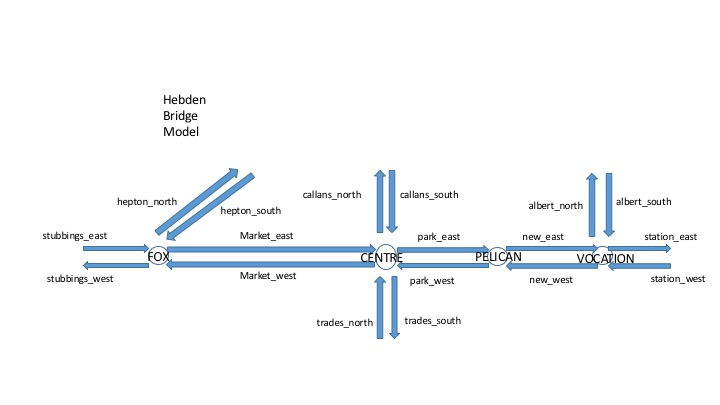 Hebden
Bridge
Model
hepton_north
hepton_south
callans_north
callans_south
albert_north
albert_south
stubbings_east
Market_east
park_east
new_east
station_east
FOX
CENTRE
PELICAN
VOCATION
stubbings_west
Market_west
park_west
new_west
station_west
trades_north
trades_south